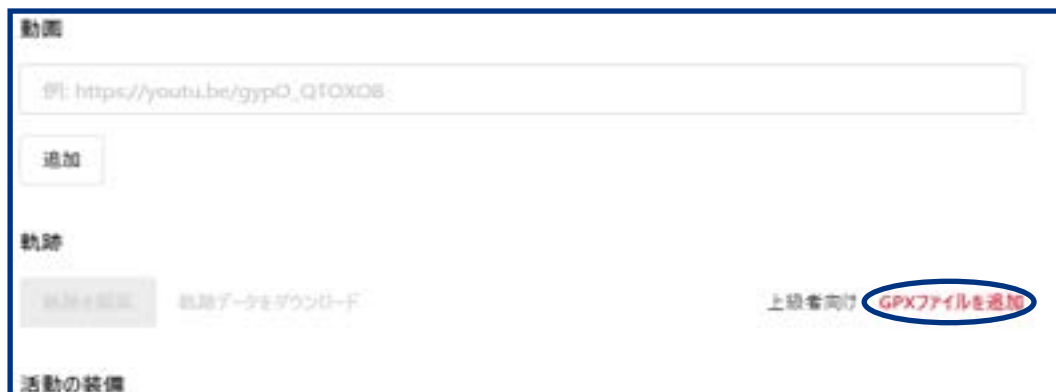 動画
例: https://youtu.be/gypO_QTOXO8
追加
軌跡
軌跡データをダウンロード
上級者向け GPXファイルを追加
活動の装備